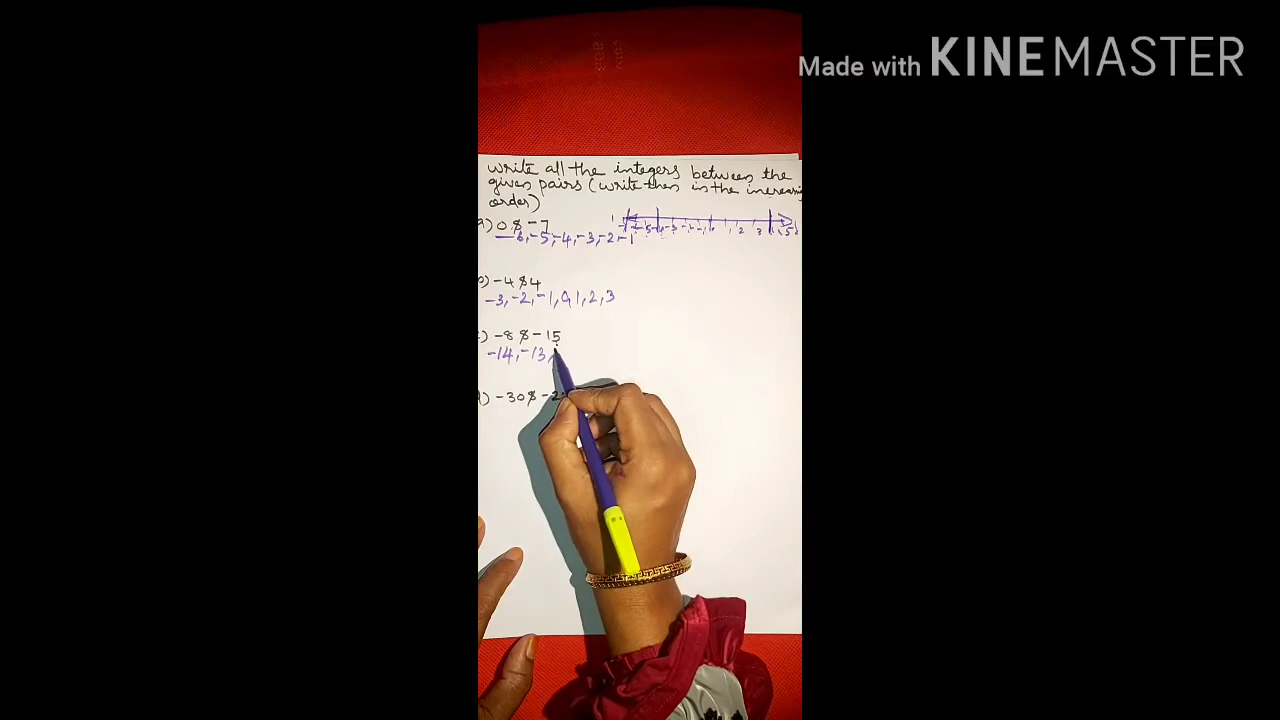 Made with KINEMASTER
write all the integers between the
given pairs (write then in the increasing
order)
a) 0 & -7
-6, -5, -4, -3, -2, -1
-4 & 4
-3, -2, -1, 0, 1, 2, 3
) -8 & -15
-14, -13,
) -30 & -2